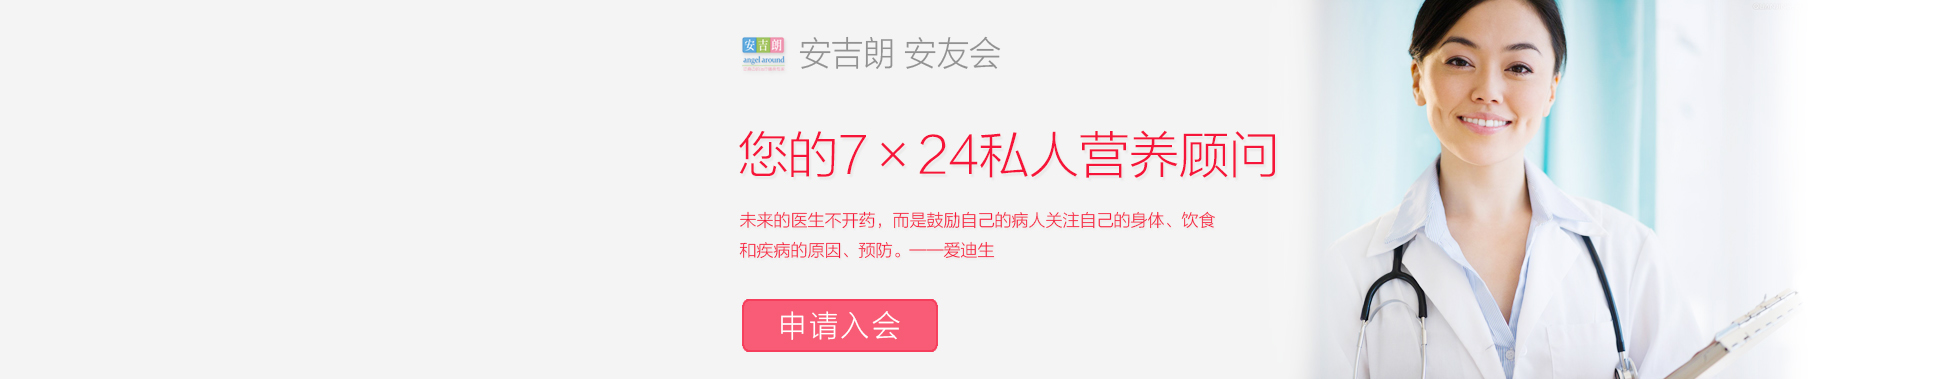 安吉朗
angel around
安吉朗 安友会
您的7×24私人营养顾问
未来的医生不开药，而是鼓励自己的病人关注自己的身体、饮食
和疾病的原因、预防。——爱迪生
申请入会